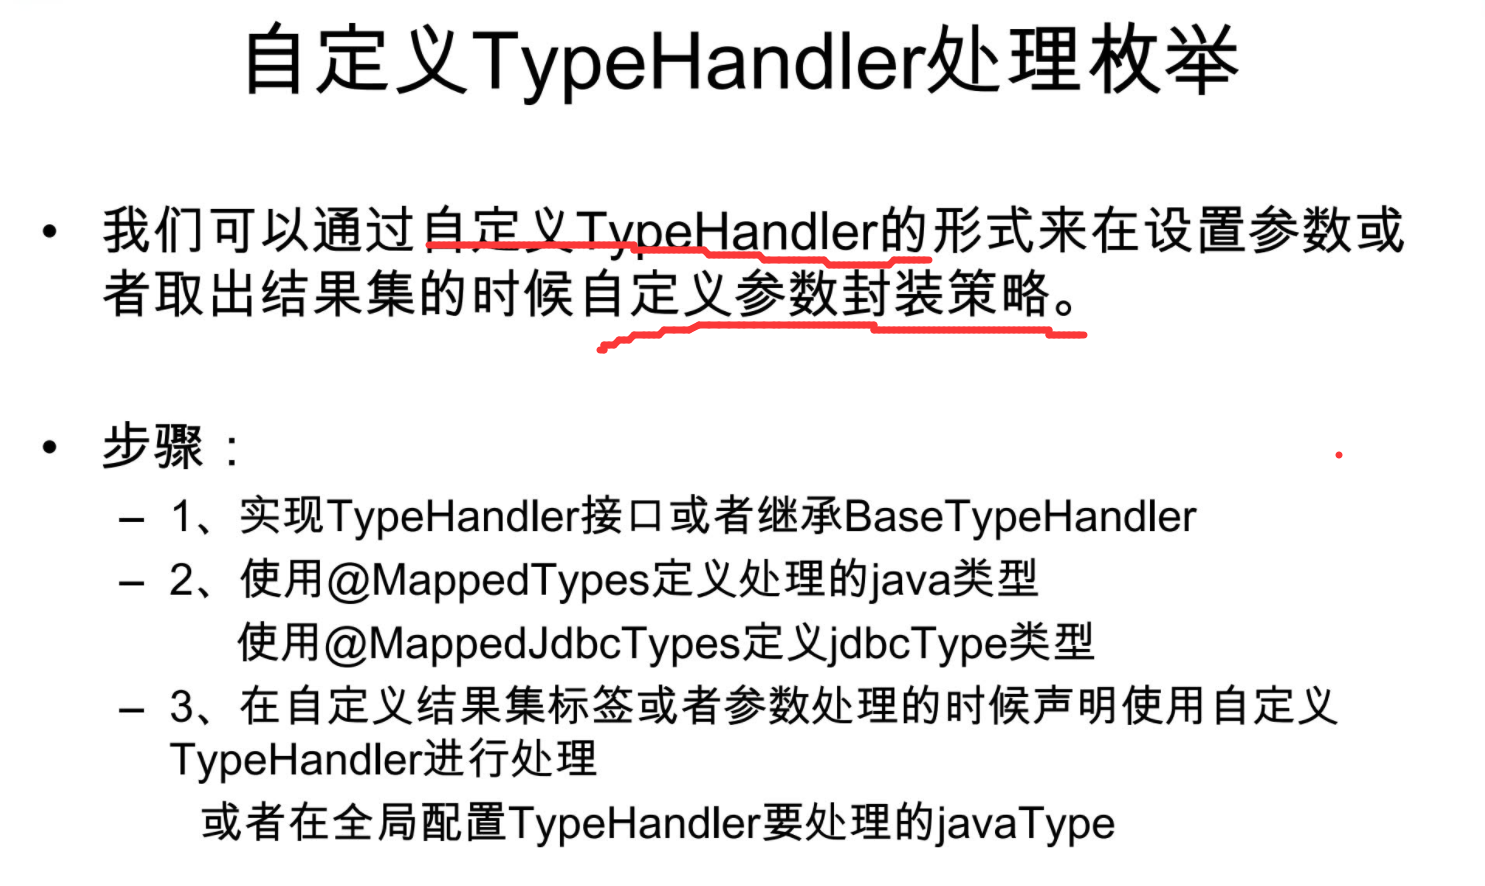 自定义TypeHandler处理枚举
• 我们可以通过自定义TypeHandler的形式来在设置参数或
者取出结果集的时候自定义参数封装策略。
• 步骤：
– 1、实现TypeHandler接口或者继承BaseTypeHandler
– 2、使用@MappedTypes定义处理的java类型
使用@MappedJdbcTypes定义jdbcType类型
– 3、在自定义结果集标签或者参数处理的时候声明使用自定义
TypeHandler进行处理
或者在全局配置TypeHandler要处理的javaType